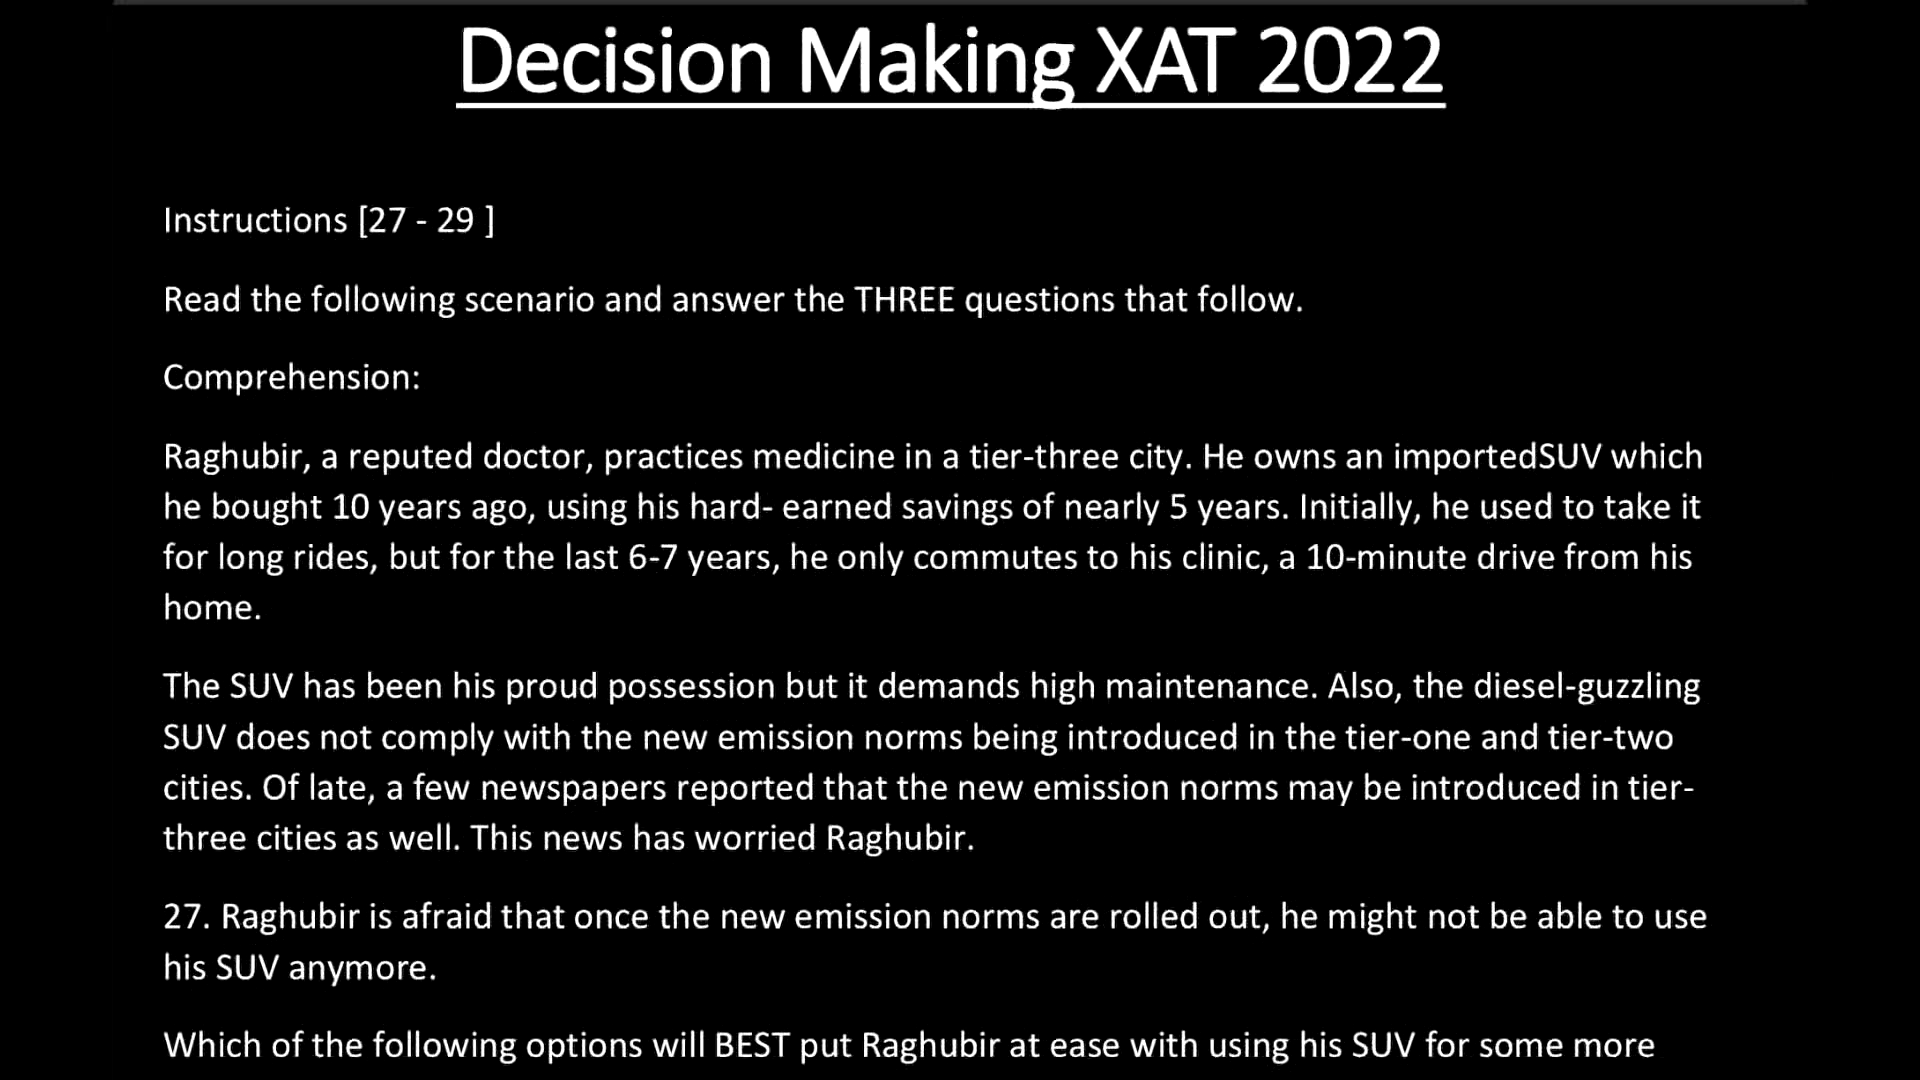 Decision Making XAT 2022
Instructions [27 - 29 ]
Read the following scenario and answer the THREE questions that follow.
Comprehension:
Raghubir, a reputed doctor, practices medicine in a tier-three city. He owns an importedSUV which
he bought 10 years ago, using his hard- earned savings of nearly 5 years. Initially, he used to take it
for long rides, but for the last 6-7 years, he only commutes to his clinic, a 10-minute drive from his
home.
The SUV has been his proud possession but it demands high maintenance. Also, the diesel-guzzling
SUV does not comply with the new emission norms being introduced in the tier-one and tier-two
cities. Of late, a few newspapers reported that the new emission norms may be introduced in tier-
three cities as well. This news has worried Raghubir.
27. Raghubir is afraid that once the new emission norms are rolled out, he might not be able to use
his SUV anymore.
Which of the following options will BEST put Raghubir at ease with using his SUV for some more